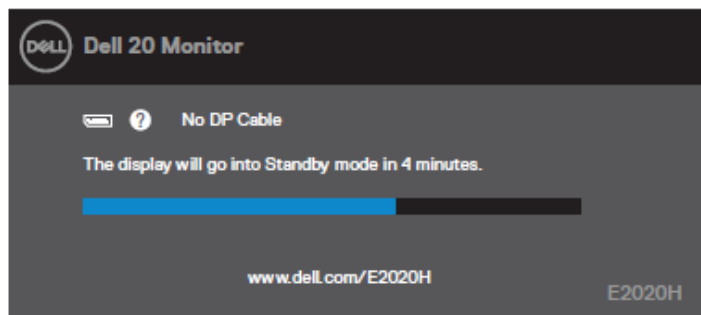 DELL Dell 20 Monitor
? No DP Cable
The display will go into Standby mode in 4 minutes.
www.dell.com/E2020H
E2020H